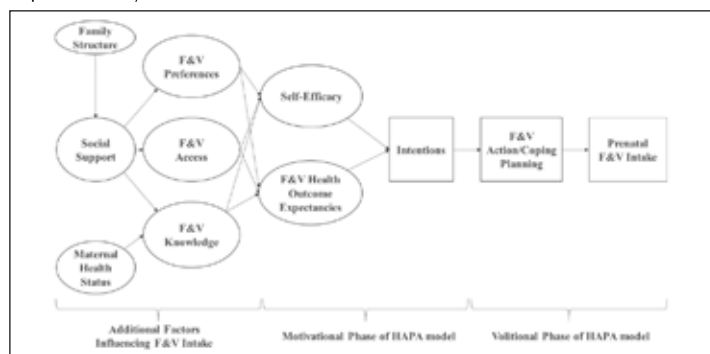 Family
Structure
F&V
Preferences
Self-Efficacy
Social
Support
F&V
Access
Intentions
F&V
Action/Coping
Planning
Prenatal
F&V Intake
F&V Health
Outcome
Expectancies
F&V
Knowledge
Maternal
Health
Status
Additional Factors
Influencing F&V Intake
Motivational Phase of HAPA model
Volitional Phase of HAPA model